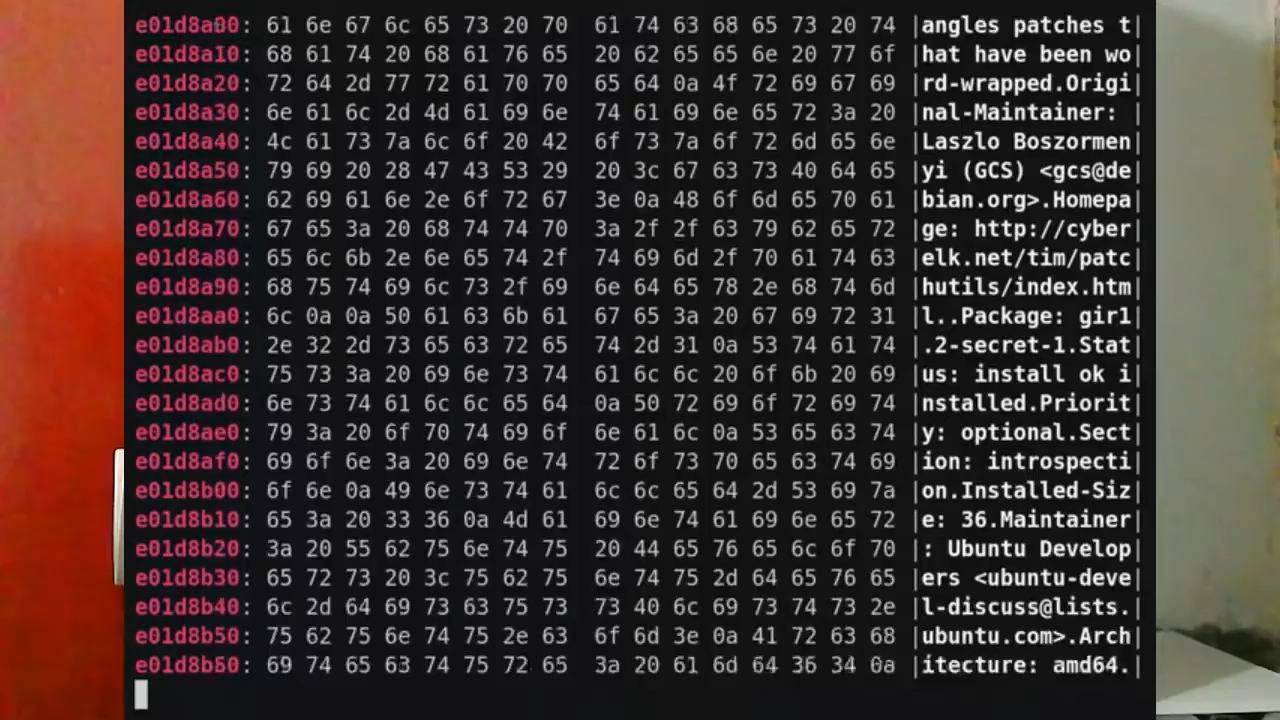 e01d8a00: 61 6e 67 6c 65 73 20 70 61 74 63 68 65 73 20 74 |angles patches t|
e01d8a10: 68 61 74 20 68 61 76 65 20 62 65 65 6e 20 77 6f |hat have been wo|
e01d8a20: 72 64 2d 77 72 61 70 70 65 64 0a 4f 72 69 67 69 |rd-wrapped.Origi|
e01d8a30: 6e 61 6c 2d 4d 61 69 6e 74 61 69 6e 65 72 3a 20 |nal-Maintainer: |
e01d8a40: 4c 61 73 7a 6c 6f 20 42 6f 73 7a 6f 72 6d 65 6e |Laszlo Boszormen|
e01d8a50: 79 69 20 28 47 43 53 29 20 3c 67 63 73 40 64 65 |yi (GCS) <gcs@de|
e01d8a60: 62 69 61 6e 2e 6f 72 67 3e 0a 48 6f 6d 65 70 61 |bian.org>.Homepa|
e01d8a70: 67 65 3a 20 68 74 74 70 3a 2f 2f 63 79 62 65 72 |ge: http://cyber|
e01d8a80: 65 6c 6b 2e 6e 65 74 2f 74 69 6d 2f 70 61 74 63 |elk.net/tim/patc|
e01d8a90: 68 75 74 69 6c 73 2f 69 6e 64 65 78 2e 68 74 6d |hutils/index.htm|
e01d8aa0: 6c 0a 0a 50 61 63 6b 61 67 65 3a 20 67 69 72 31 |l..Package: gir1|
e01d8ab0: 2e 32 2d 73 65 63 72 65 74 2d 31 0a 53 74 61 74 |.2-secret-1.Stat|
e01d8ac0: 75 73 3a 20 69 6e 73 74 61 6c 6c 20 6f 6b 20 69 |us: install ok i|
e01d8ad0: 6e 73 74 61 6c 6c 65 64 0a 50 72 69 6f 72 69 74 |nstalled.Priorit|
e01d8ae0: 79 3a 20 6f 70 74 69 6f 6e 61 6c 0a 53 65 63 74 |y: optional.Sect|
e01d8af0: 69 6f 6e 3a 20 69 6e 74 72 6f 73 70 65 63 74 69 |ion: introspecti|
e01d8b00: 6f 6e 0a 49 6e 73 74 61 6c 6c 65 64 2d 53 69 7a |on.Installed-Siz|
e01d8b10: 65 3a 20 33 36 0a 4d 61 69 6e 74 61 69 6e 65 72 |e: 36.Maintainer|
e01d8b20: 3a 20 55 62 75 6e 74 75 20 44 65 76 65 6c 6f 70 |: Ubuntu Develop|
e01d8b30: 65 72 73 20 3c 75 62 75 6e 74 75 2d 64 65 76 65 |ers <ubuntu-deve|
e01d8b40: 6c 2d 64 69 73 63 75 73 73 40 6c 69 73 74 73 2e |l-discuss@lists.|
e01d8b50: 75 62 75 6e 74 75 2e 63 6f 6d 3e 0a 41 72 63 68 |ubuntu.com>.Arch|
e01d8b60: 69 74 65 63 74 75 72 65 3a 20 61 6d 64 36 34 0a |itecture: amd64.|